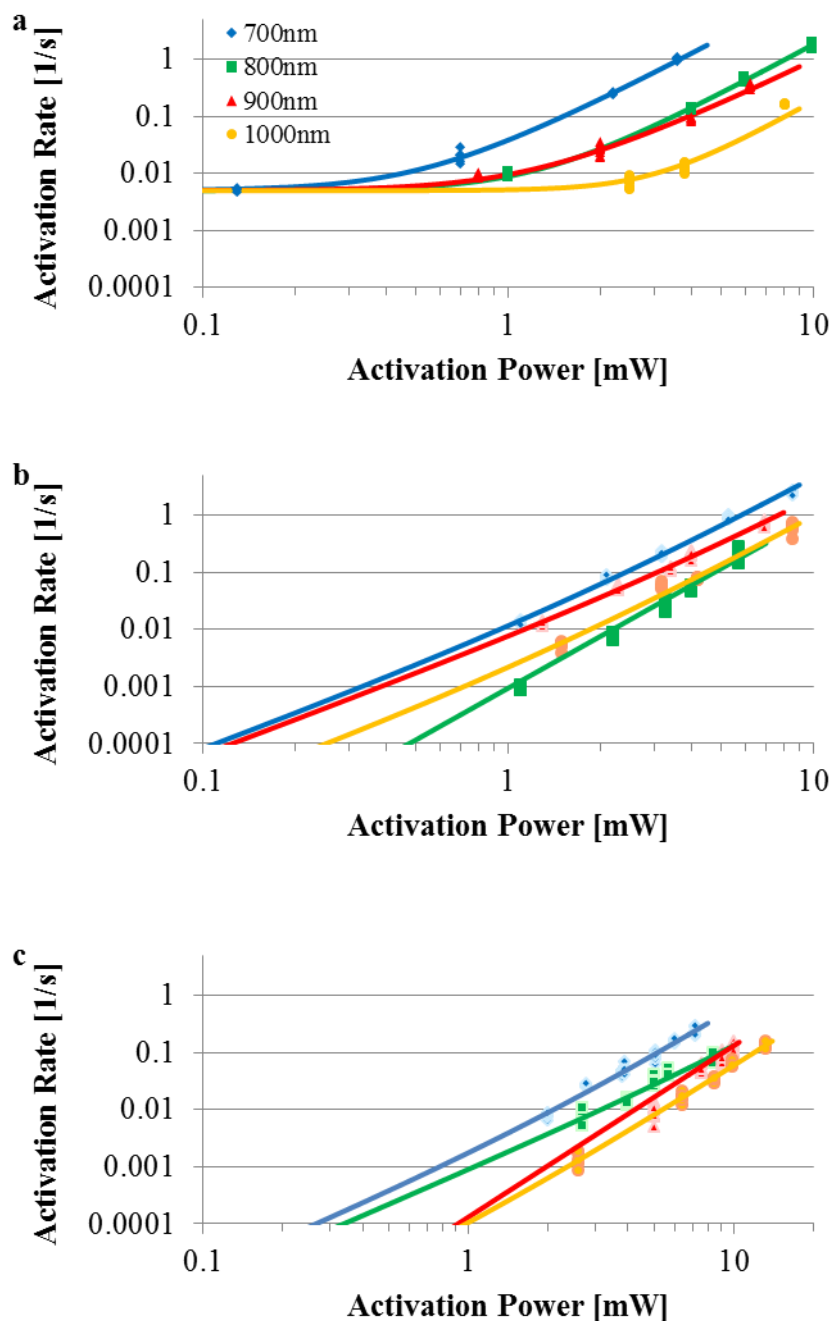 a
700nm
800nm
900nm
1000nm
Activation Rate [1/s]
1
0.1
0.01
0.001
0.0001
0.1
1
10
Activation Power [mW]
b
Activation Rate [1/s]
1
0.1
0.01
0.001
0.0001
0.1
1
10
Activation Power [mW]
c
Activation Rate [1/s]
1
0.1
0.01
0.001
0.0001
0.1
1
10
Activation Power [mW]